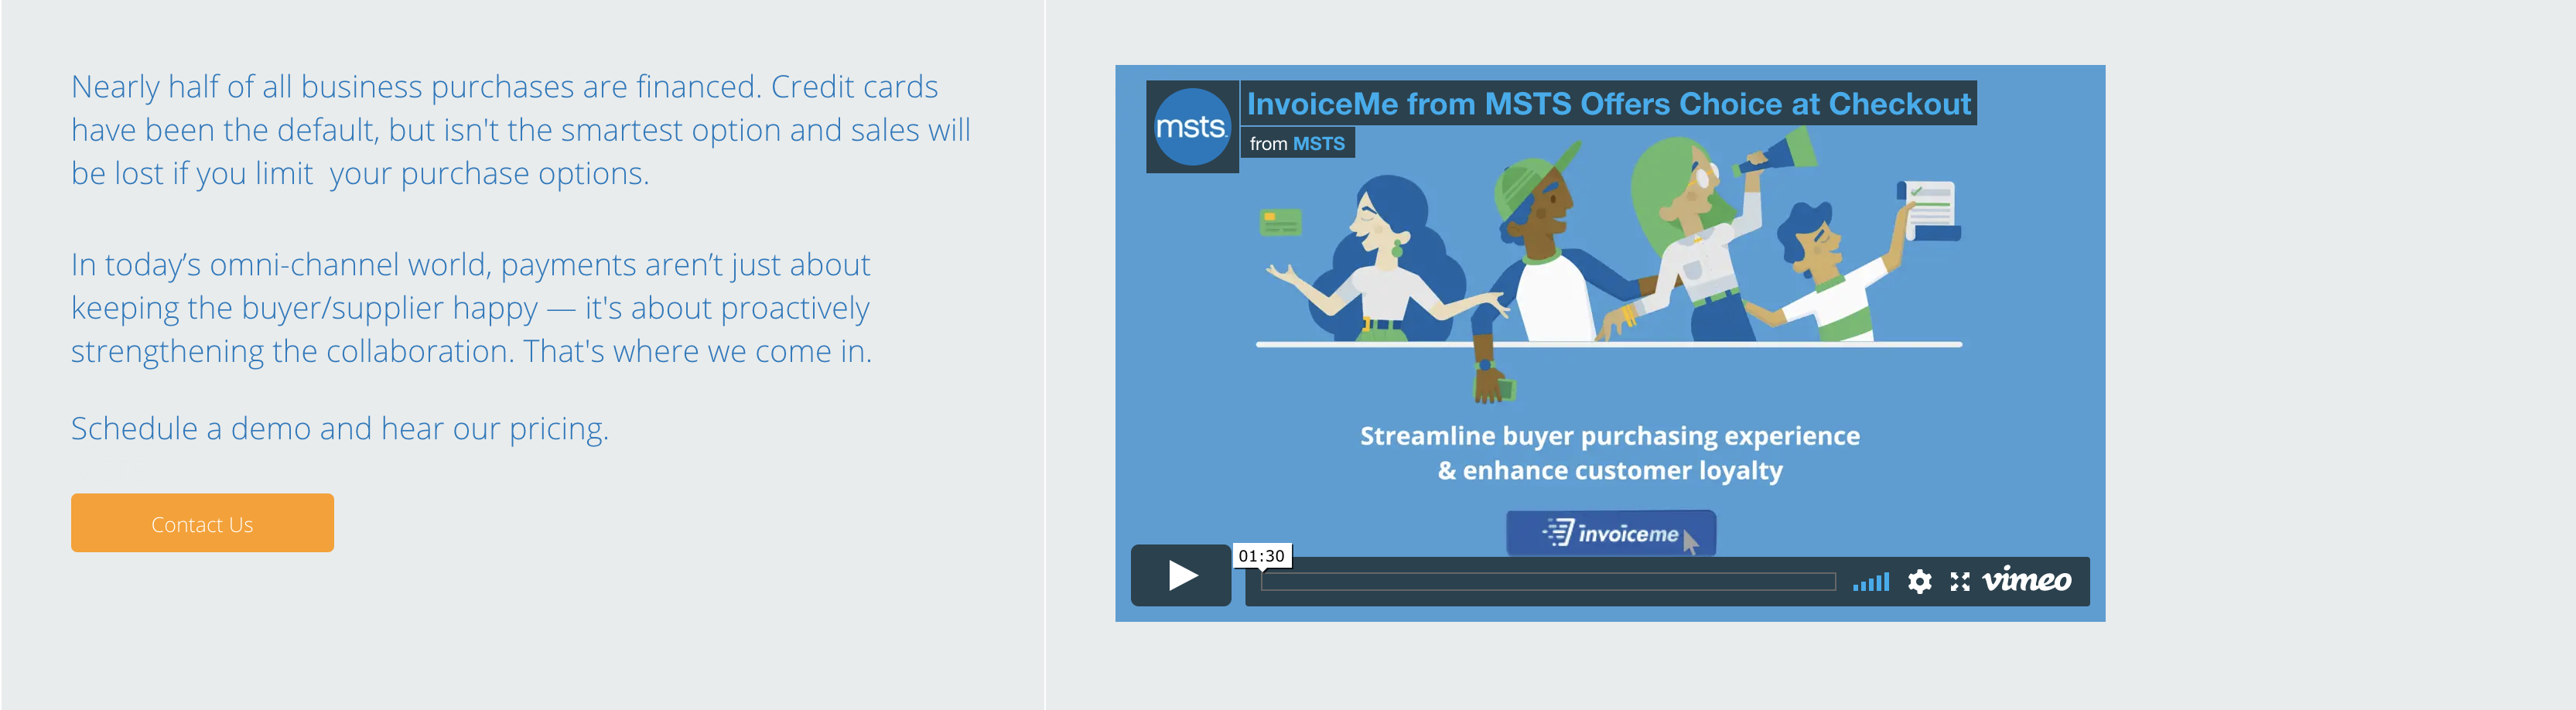 Nearly half of all business purchases are financed. Credit cards
have been the default, but isn't the smartest option and sales will
be lost if you limit  your purchase options.
In today’s omni-channel world, payments aren’t just about
keeping the buyer/supplier happy — it's about proactively
strengthening the collaboration. That's where we come in.
Schedule a demo and hear our pricing.
Contact Us
msts
InvoiceMe from MSTS Offers Choice at Checkout
from MSTS
Streamline buyer purchasing experience
& enhance customer loyalty
invoiceme
01:30
vimeo